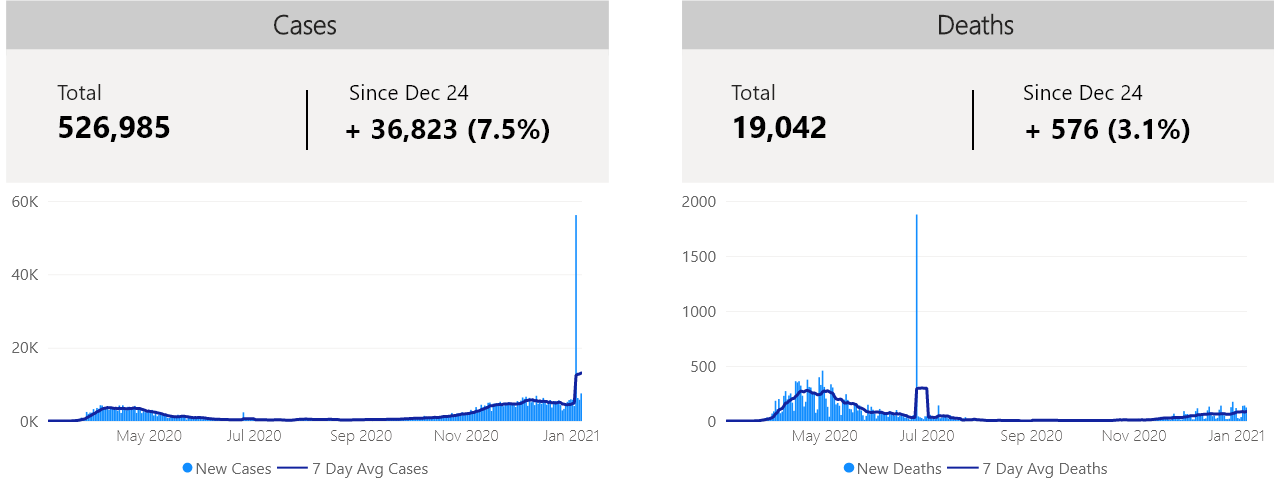 Cases
Total
526,985
Since Dec 24
+ 36,823 (7.5%)
60K
40K
20K
0K
May 2020 Jul 2020 Sep 2020 Nov 2020 Jan 2021
New Cases 7 Day Avg Cases
Deaths
Total
19,042
Since Dec 24
+ 576 (3.1%)
2000
1500
1000
500
0
May 2020 Jul 2020 Sep 2020 Nov 2020 Jan 2021
New Deaths 7 Day Avg Deaths